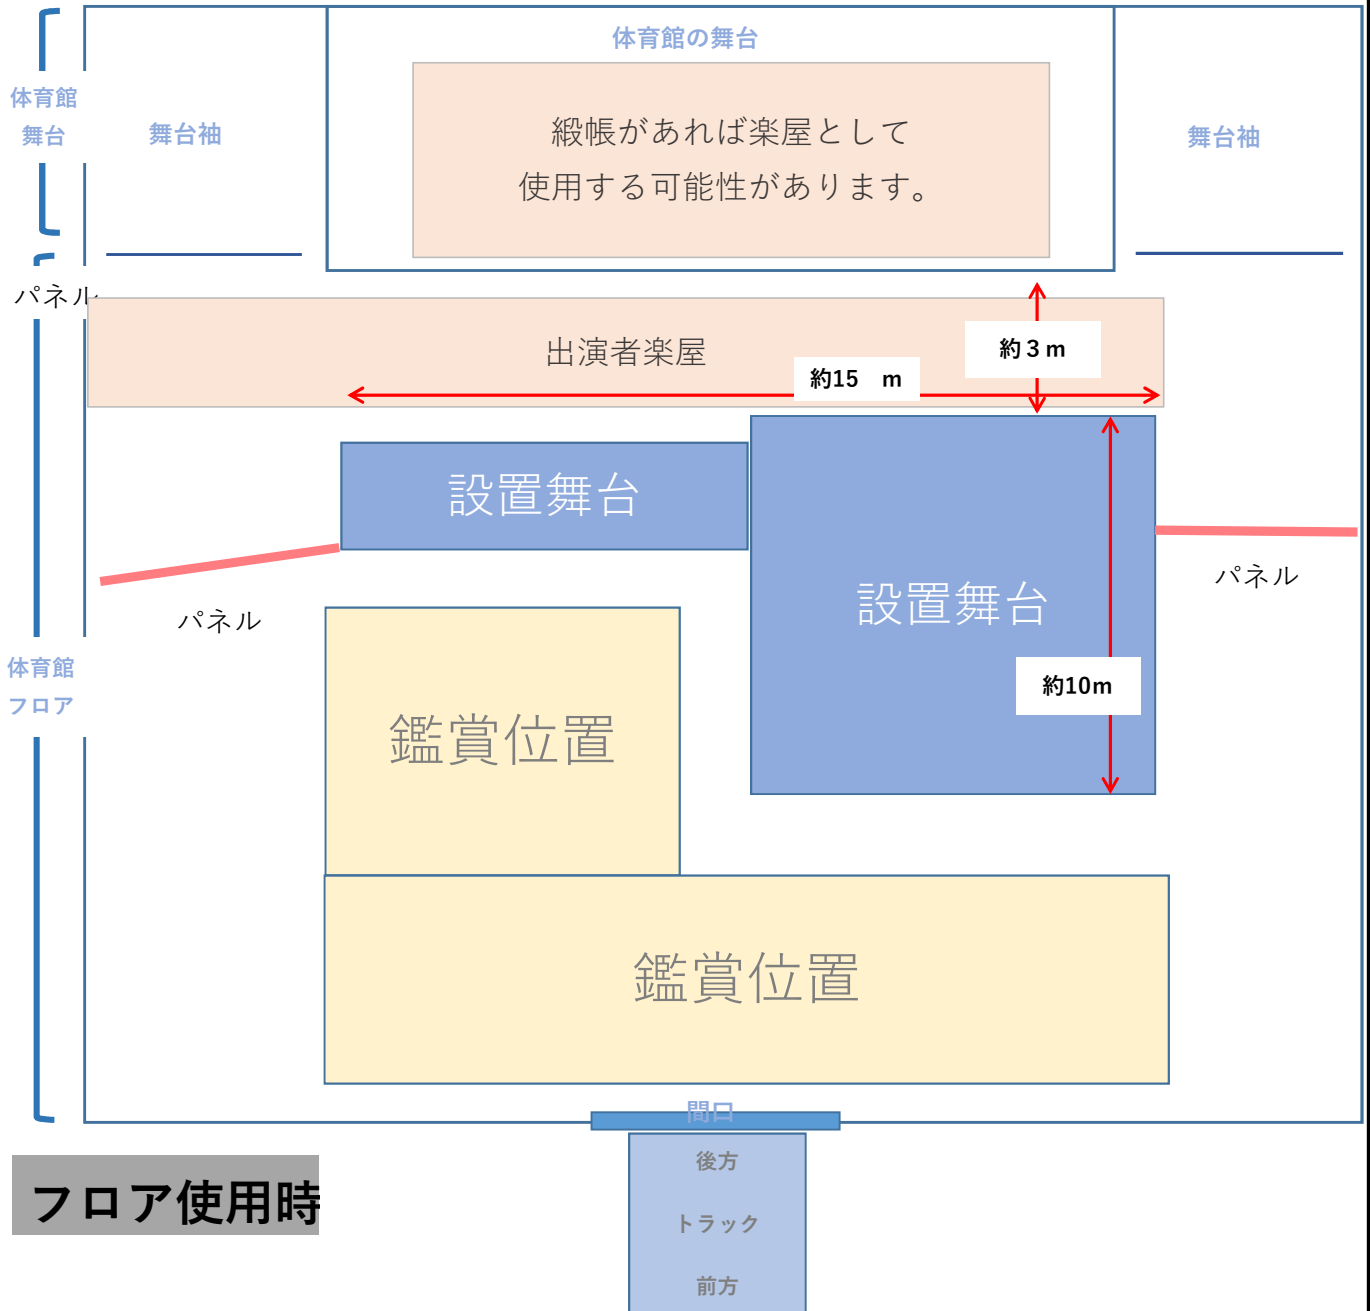 体育館の舞台
体育館
舞台
舞台袖
緞帳があれば楽屋として
使用する可能性があります。
舞台袖
パネル
出演者楽屋
約３ｍ
約15　ｍ
設置舞台
設置舞台
パネル
パネル
体育館
フロア
約10m
鑑賞位置
鑑賞位置
間口
後方
トラック
前方
フロア使用時